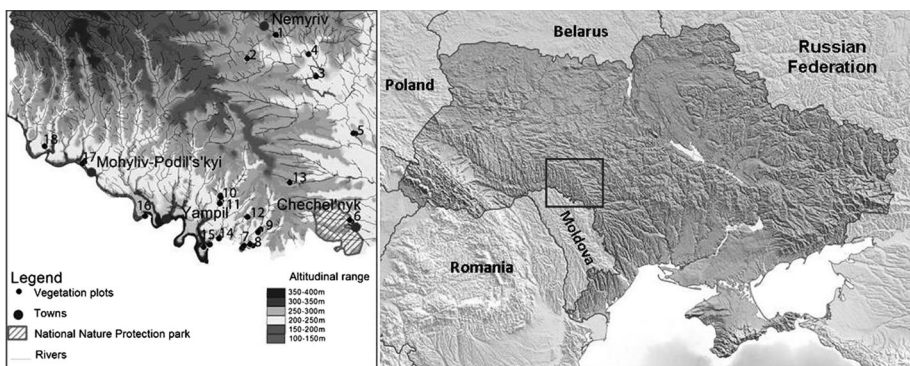 Nemyriv
1
2
4
3
5
18
17
Mohyliv-Podil's'kyi
13
10
11
Chechel'nyk
16
Yampil
12
6
9
15
14
7
8
Legend
Vegetation plots
Towns
National Nature Protection park
Rivers
Altitudinal range
350-400m
300-350m
250-300m
200-250m
150-200m
100-150m
Belarus
Russian
Federation
Poland
Moldova
Romania